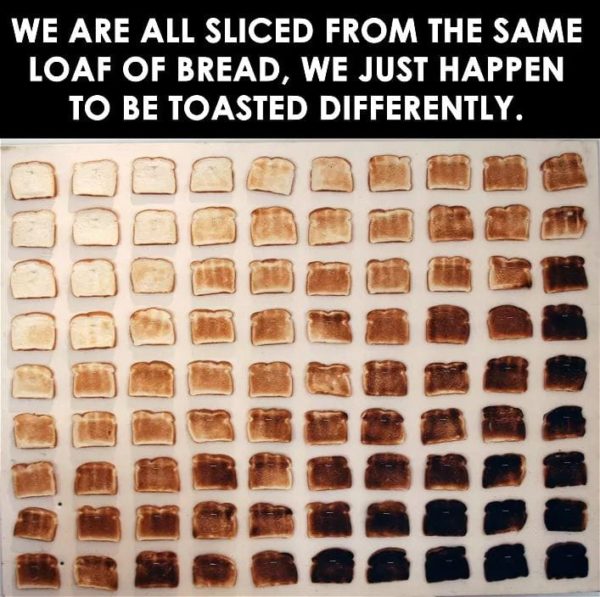 WE ARE ALL SLICED FROM THE SAME
LOAF OF BREAD, WE JUST HAPPEN
TO BE TOASTED DIFFERENTLY.